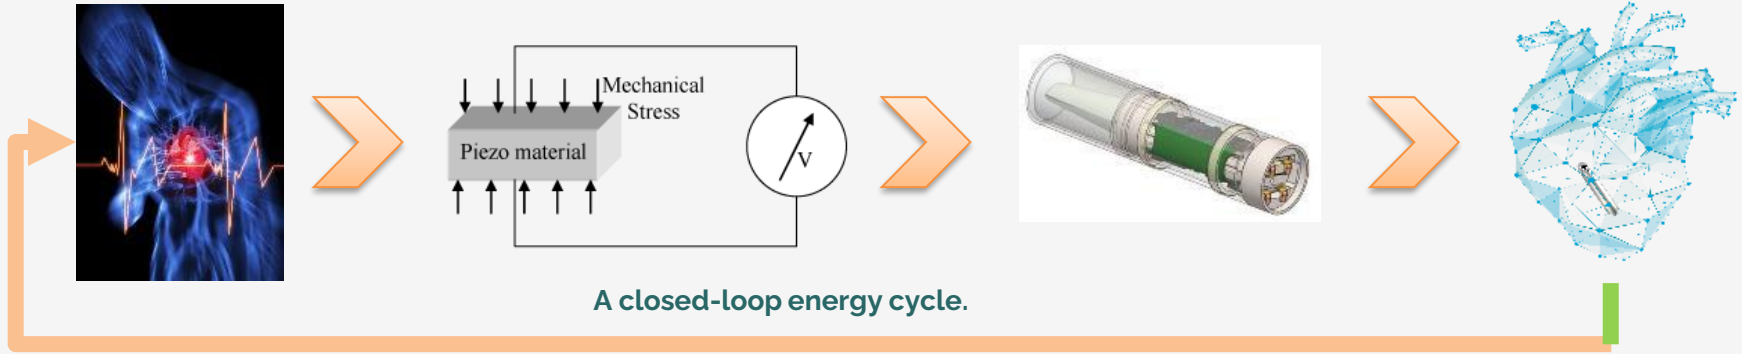 Mechanical
Stress
Piezo material
V
A closed-loop energy cycle.